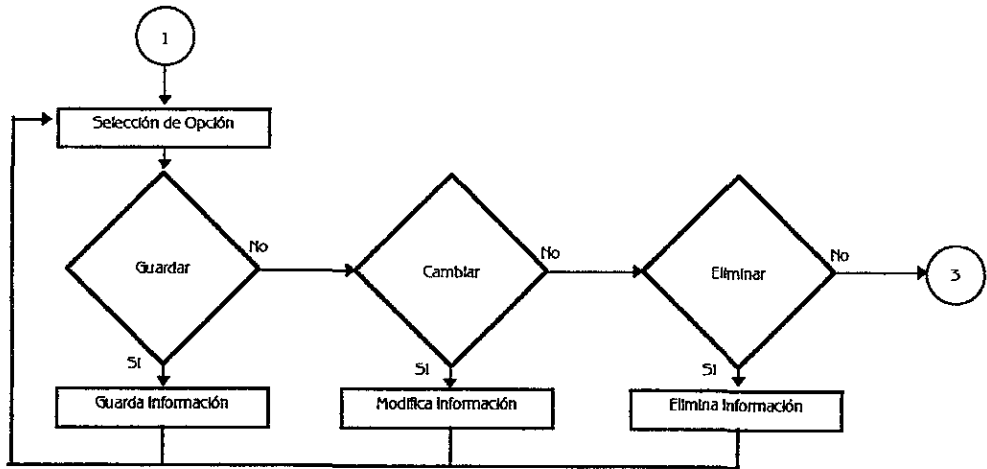 1
Selección de Opción
Guardar
No
Cambiar
No
Eliminar
No
3
SI
SI
SI
Guarda Información
Modifica Información
Elimina Información